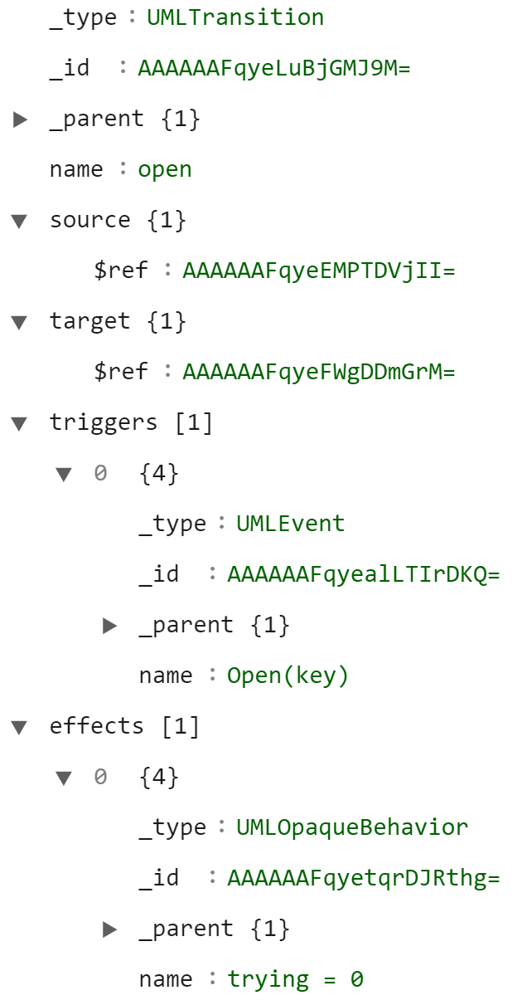 _type : UMLTransition
_id : AAAAAAFqyeLuBjGMJ9M=
_parent {1}
name : open
source {1}
$ref : AAAAAAFqyeEMPTDVjII=
target {1}
$ref : AAAAAAFqyeFWgDDmGrM=
triggers [1]
0 {4}
_type : UMLEvent
_id : AAAAAAFqyealLTIrDKQ=
_parent {1}
name : Open(key)
effects [1]
0 {4}
_type : UMLOpaqueBehavior
_id : AAAAAAFqyetqrDJRthg=
_parent {1}
name : trying = 0